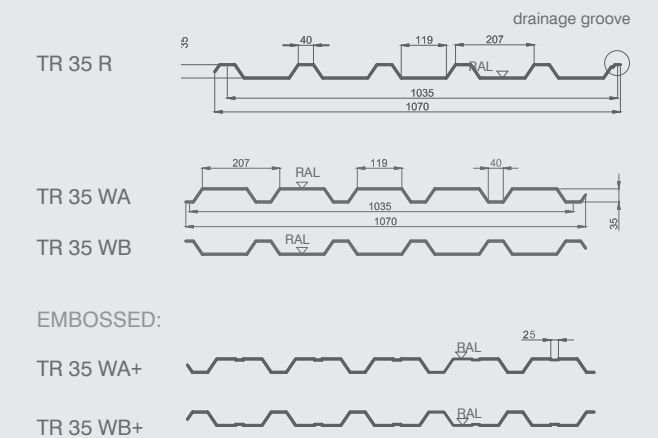 drainage groove
35
40
119
207
TR 35 R
RAL
1035
1070
207
RAL
119
40
TR 35 WA
1035
35
1070
TR 35 WB
RAL
EMBOSSED:
25
RAL
TR 35 WA+
RAL
TR 35 WB+